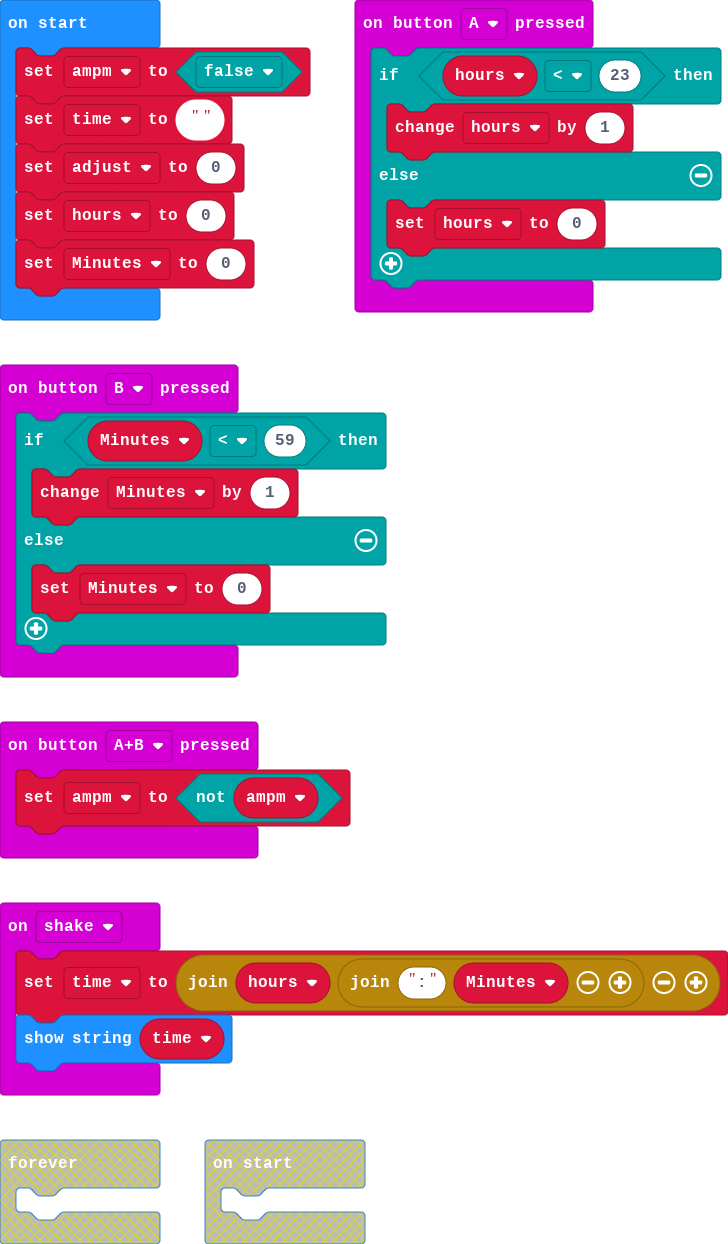 on start
set ampm to false
set time to " "
set adjust to 0
set hours to 0
set Minutes to 0
on button A pressed
if hours < 23 then
change hours by 1
else
set hours to 0
on button B pressed
if Minutes < 59 then
change Minutes by 1
else
set Minutes to 0
on button A+B pressed
set ampm to not ampm
on shake
set time to join hours join ":" Minutes
show string time
forever
on start